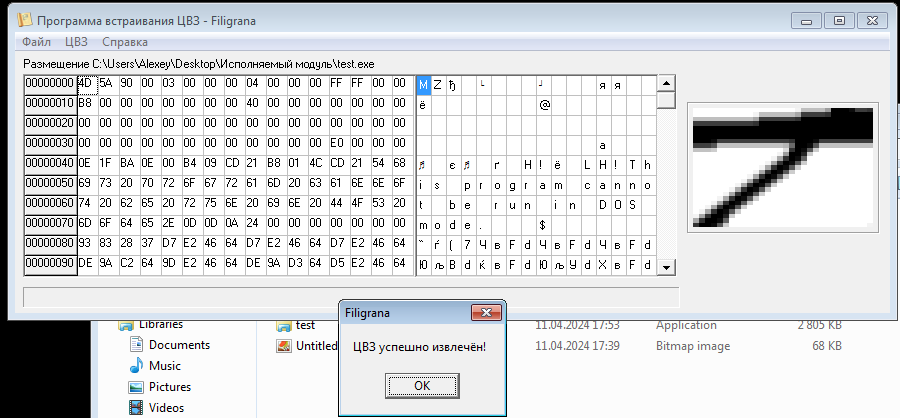 Программа встраивания ЦВЗ - Filigrana
Файл ЦВЗ Справка
Размещение C:\Users\Alexey\Desktop\Исполняемый модуль\test.exe
00000000 4D 5A 90 00 03 00 00 00 04 00 00 00 FF FF 00 00 M Z ђ └ ┘ я я
00000010 B8 00 00 00 00 00 00 00 40 00 00 00 00 00 00 00 ё @
00000020 00 00 00 00 00 00 00 00 00 00 00 00 00 00 00 00
00000030 00 00 00 00 00 00 00 00 00 00 00 00 E0 00 00 00 а
00000040 0E 1F BA 0E 00 B4 09 CD 21 B8 01 4C CD 21 54 68 ♬ є ♬ ґ Н ! ё L Н ! T h
00000050 69 73 20 70 72 6F 67 72 61 6D 20 63 61 6E 6E 6F i s p r o g r a m c a n n o
00000060 74 20 62 65 20 72 75 6E 20 69 6E 20 44 4F 53 20 t b e r u n i n D O S
00000070 6D 6F 64 65 2E 0D 0D 0A 24 00 00 00 00 00 00 00 m o d e . $
00000080 93 83 28 37 D7 E2 46 64 D7 E2 46 64 D7 E2 46 64 “ ѓ ( 7 Ч в F d Ч в F d Ч в F d
00000090 DE 9A C2 64 9D E2 46 64 DE 9A D3 64 D5 E2 46 64 Ю љ В d ќ в F d Ю љ У d Х в F d
Filigrana
ЦВЗ успешно извлечён!
OK
Libraries
Documents
Music
Pictures
Videos
test 11.04.2024 17:53 Application 2 805 KB
Untitled 11.04.2024 17:39 Bitmap image 68 KB